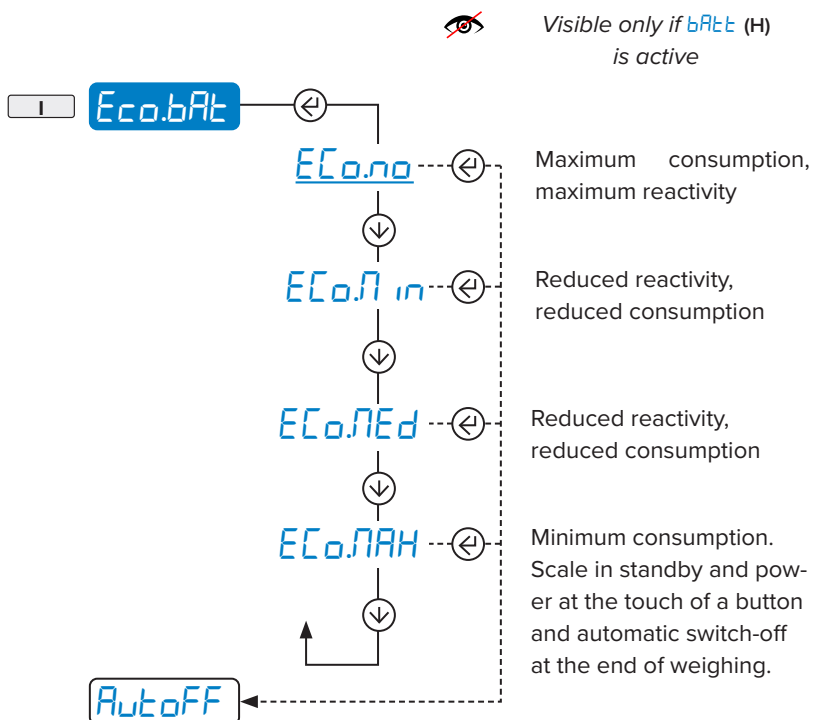 Visible only if bAtt (H)
is active
I Eco.bAt
ECo.no Maximum consumption,
maximum reactivity
ECo.Min Reduced reactivity,
reduced consumption
ECo.MEd Reduced reactivity,
reduced consumption
ECo.MAH Minimum consumption.
Scale in standby and pow-
er at the touch of a button
and automatic switch-off
at the end of weighing.
AutoFF